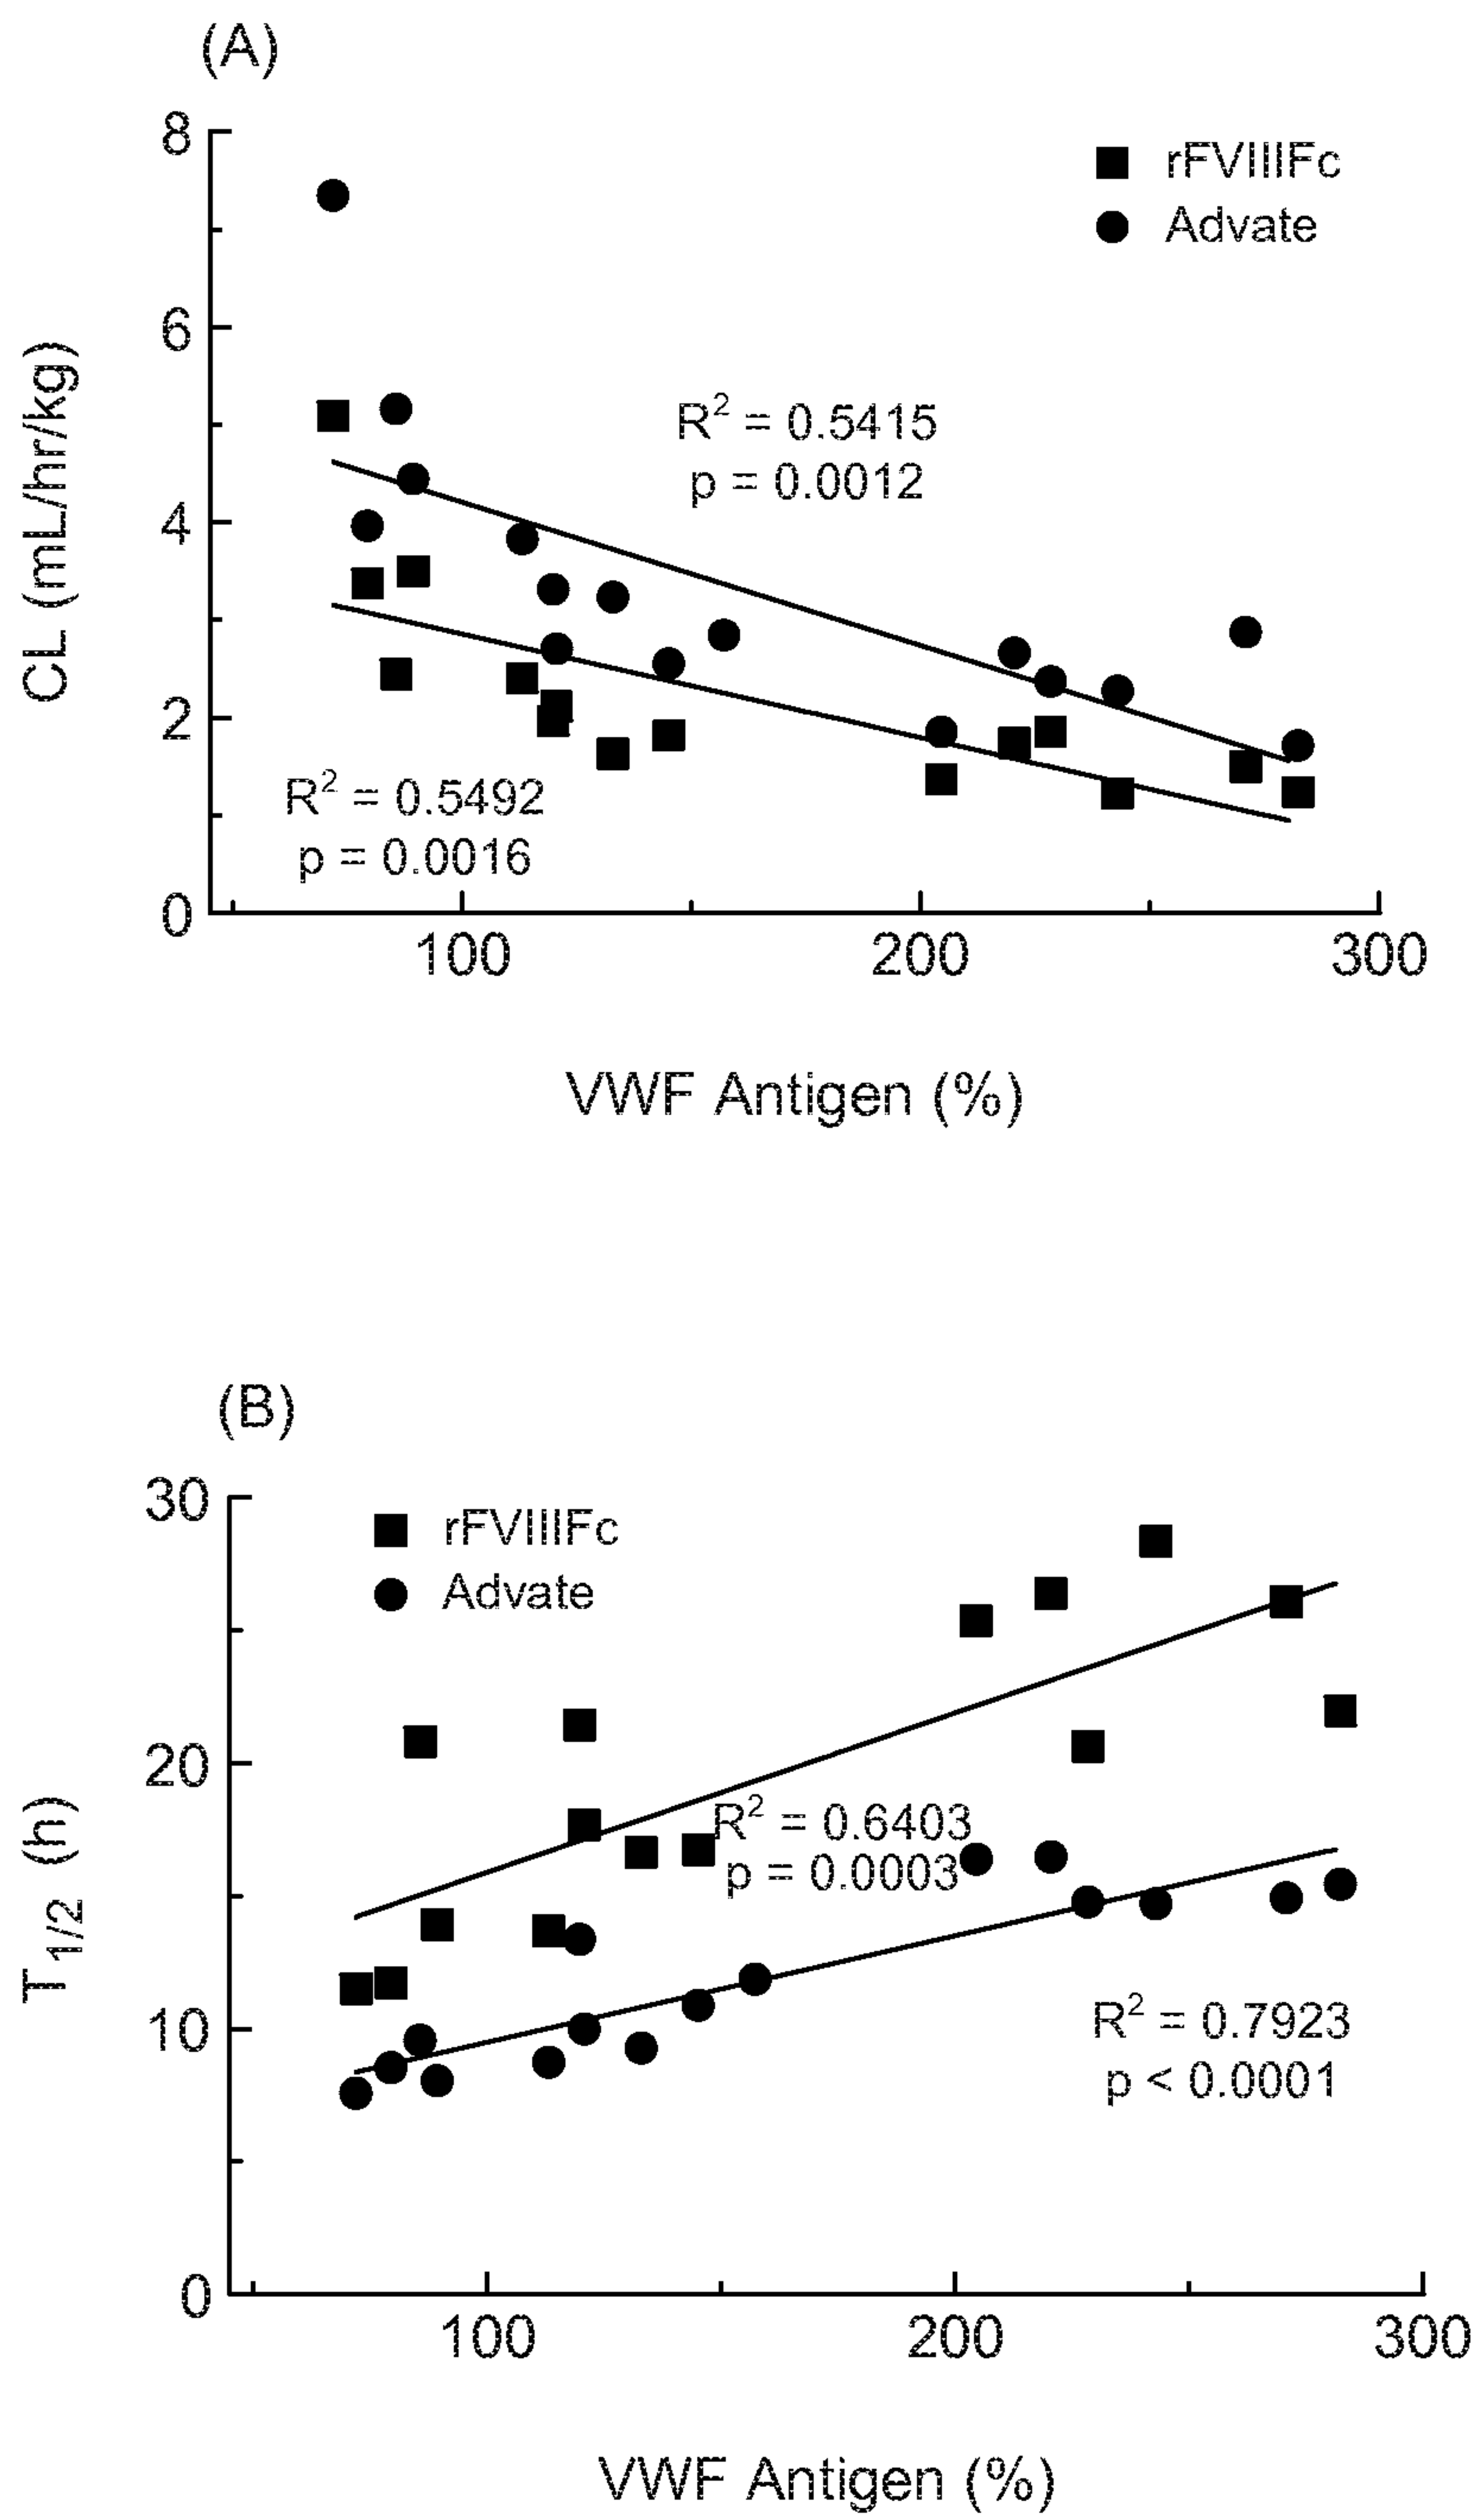 (A)
8
6
4
2
0
CL (mL/hr/kg)
rFVIIIFc
Advate
R² = 0.5415
p = 0.0012
R² = 0.5492
p = 0.0016
100 200 300
VWF Antigen (%)
(B)
30
20
10
0
T1/2 (h)
rFVIIIFc
Advate
R² = 0.6403
p = 0.0003
R² = 0.7923
p < 0.0001
100 200 300
VWF Antigen (%)